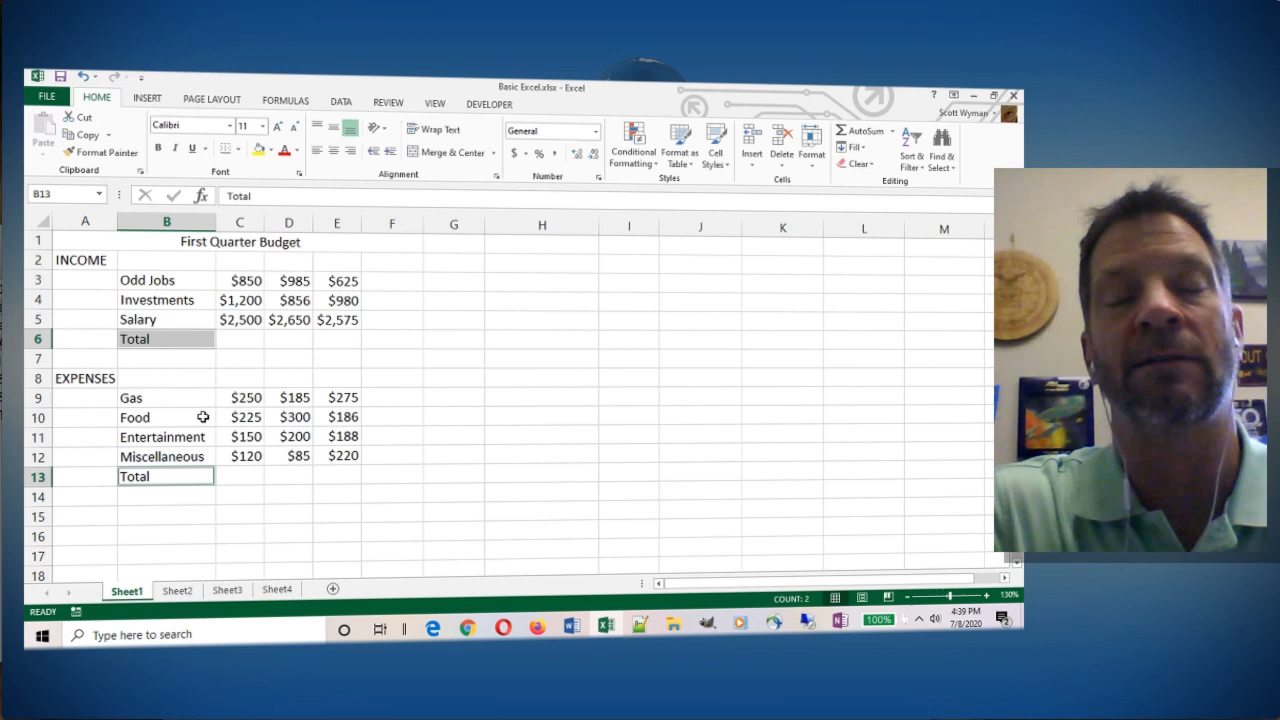 Basic Excel.xlsx - Excel
FILE HOME INSERT PAGE LAYOUT FORMULAS DATA REVIEW VIEW DEVELOPER
Scott Wyman
Cut
Copy
Format Painter
Paste
Clipboard
Calibri 11
B I U
Font
Wrap Text
Merge & Center
Alignment
General
$ %
Number
Conditional Formatting
Format as Table
Cell Styles
Styles
Insert Delete Format
Cells
AutoSum
Fill
Clear
Sort & Filter
Find & Select
Editing
B13 fx Total
A B C D E F G H I J K L M
1 First Quarter Budget
2 INCOME
3 Odd Jobs $850 $985 $625
4 Investments $1,200 $856 $980
5 Salary $2,500 $2,650 $2,575
6 Total
7
8 EXPENSES
9 Gas $250 $185 $275
10 Food $225 $300 $186
11 Entertainment $150 $200 $188
12 Miscellaneous $120 $85 $220
13 Total
14
15
16
17
18
Sheet1 Sheet2 Sheet3 Sheet4
READY COUNT: 2 130%
Type here to search 100% 4:39 PM
7/8/2020